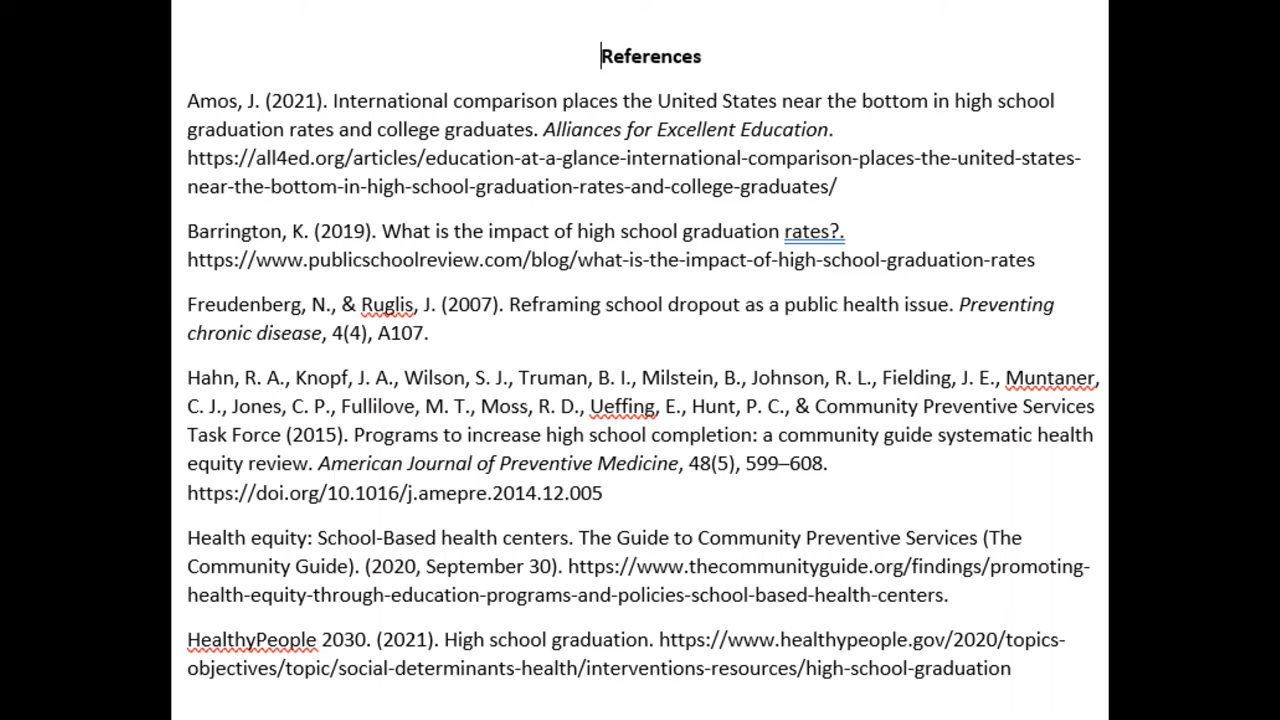 References
Amos, J. (2021). International comparison places the United States near the bottom in high school
graduation rates and college graduates. Alliances for Excellent Education.
https://all4ed.org/articles/education-at-a-glance-international-comparison-places-the-united-states-
near-the-bottom-in-high-school-graduation-rates-and-college-graduates/
Barrington, K. (2019). What is the impact of high school graduation rates?.
https://www.publicschoolreview.com/blog/what-is-the-impact-of-high-school-graduation-rates
Freudenberg, N., & Ruglis, J. (2007). Reframing school dropout as a public health issue. Preventing
chronic disease, 4(4), A107.
Hahn, R. A., Knopf, J. A., Wilson, S. J., Truman, B. I., Milstein, B., Johnson, R. L., Fielding, J. E., Muntaner,
C. J., Jones, C. P., Fullilove, M. T., Moss, R. D., Ueffing, E., Hunt, P. C., & Community Preventive Services
Task Force (2015). Programs to increase high school completion: a community guide systematic health
equity review. American Journal of Preventive Medicine, 48(5), 599–608.
https://doi.org/10.1016/j.amepre.2014.12.005
Health equity: School-Based health centers. The Guide to Community Preventive Services (The
Community Guide). (2020, September 30). https://www.thecommunityguide.org/findings/promoting-
health-equity-through-education-programs-and-policies-school-based-health-centers.
HealthyPeople 2030. (2021). High school graduation. https://www.healthypeople.gov/2020/topics-
objectives/topic/social-determinants-health/interventions-resources/high-school-graduation